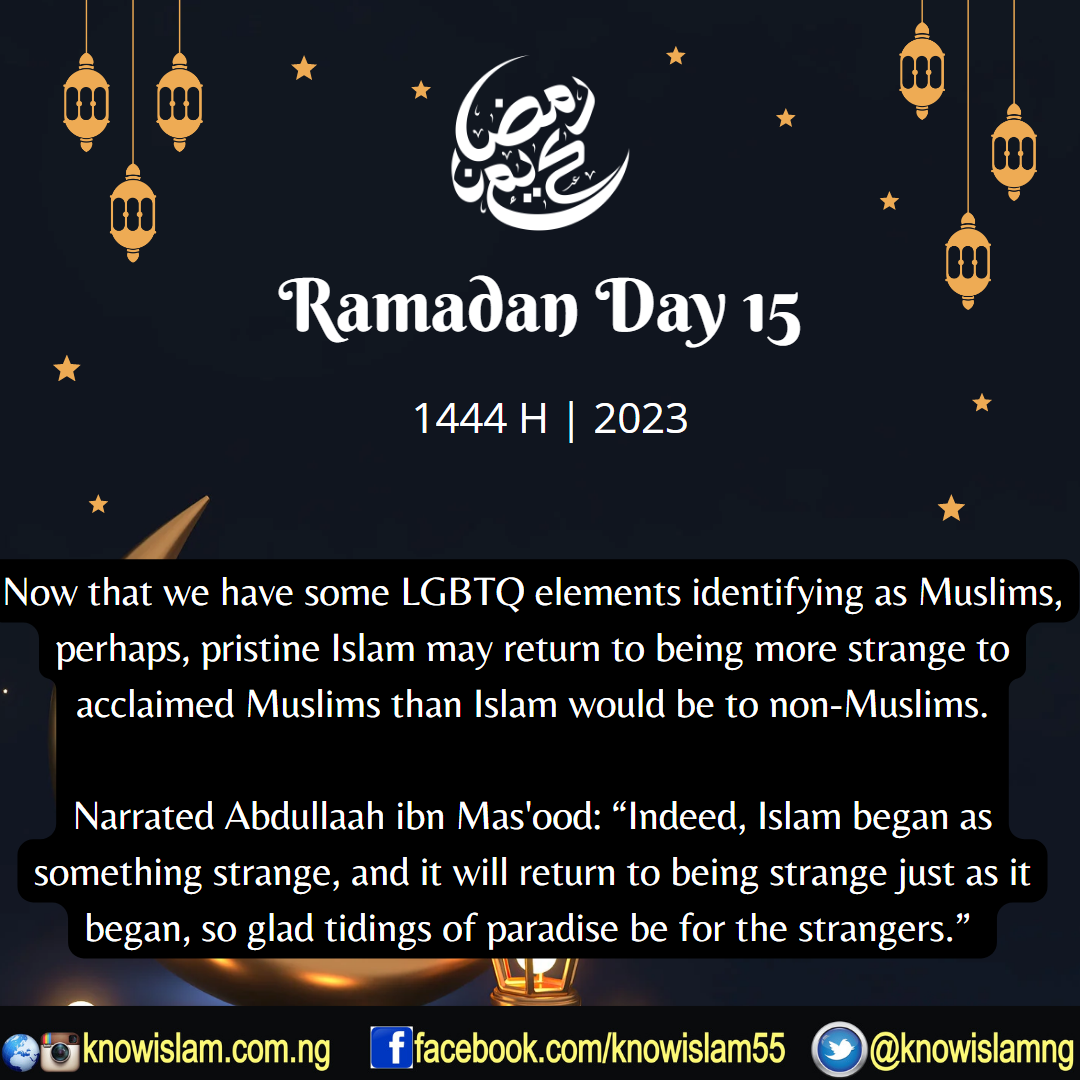 رمضان
كريم
Ramadan Day 15
1444 H | 2023
Now that we have some LGBTQ elements identifying as Muslims,
perhaps, pristine Islam may return to being more strange to
acclaimed Muslims than Islam would be to non-Muslims.
Narrated Abdullaah ibn Mas'ood: “Indeed, Islam began as
something strange, and it will return to being strange just as it
began, so glad tidings of paradise be for the strangers.”
knowislam.com.ng
facebook.com/knowislam55
@knowislamng